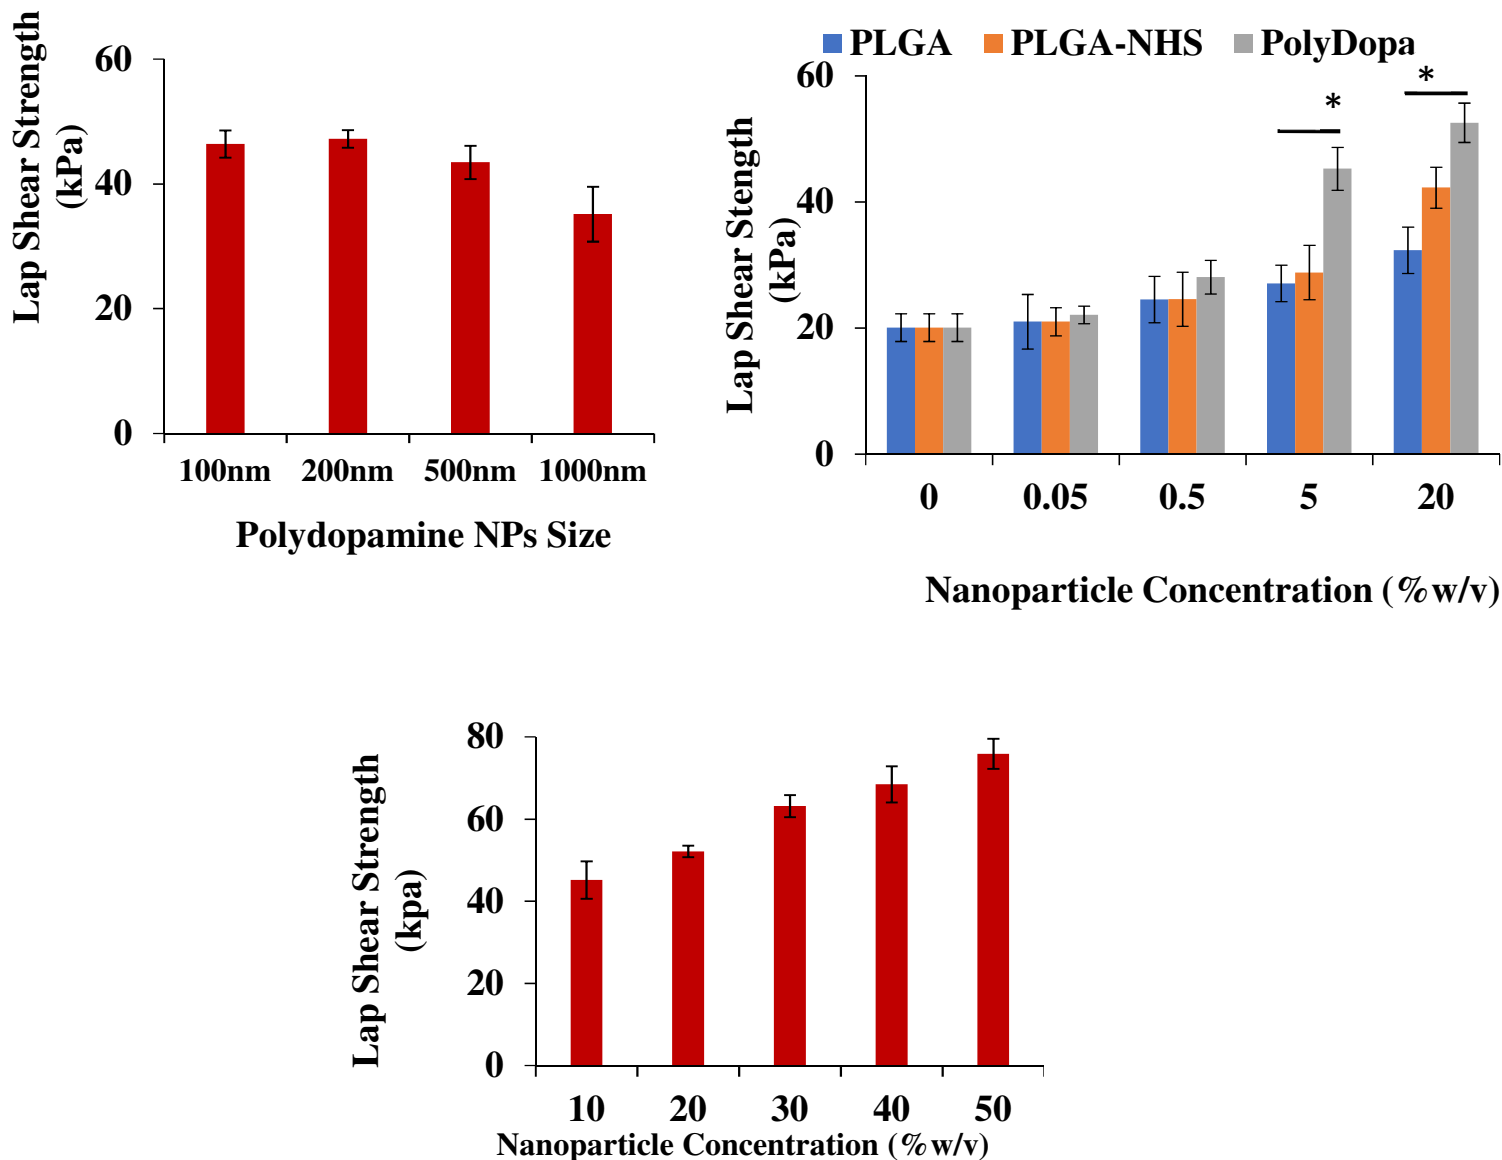 Lap Shear Strength
(kPa)
60
40
20
0
100nm 200nm 500nm 1000nm
Polydopamine NPs Size
PLGA PLGA-NHS PolyDopa
Lap Shear Stength
(kPa)
60
40
20
0
*
*
0 0.05 0.5 5 20
Nanoparticle Concentration (%w/v)
Lap Shear Strength
(kpa)
80
60
40
20
0
10 20 30 40 50
Nanoparticle Concentration (%w/v)